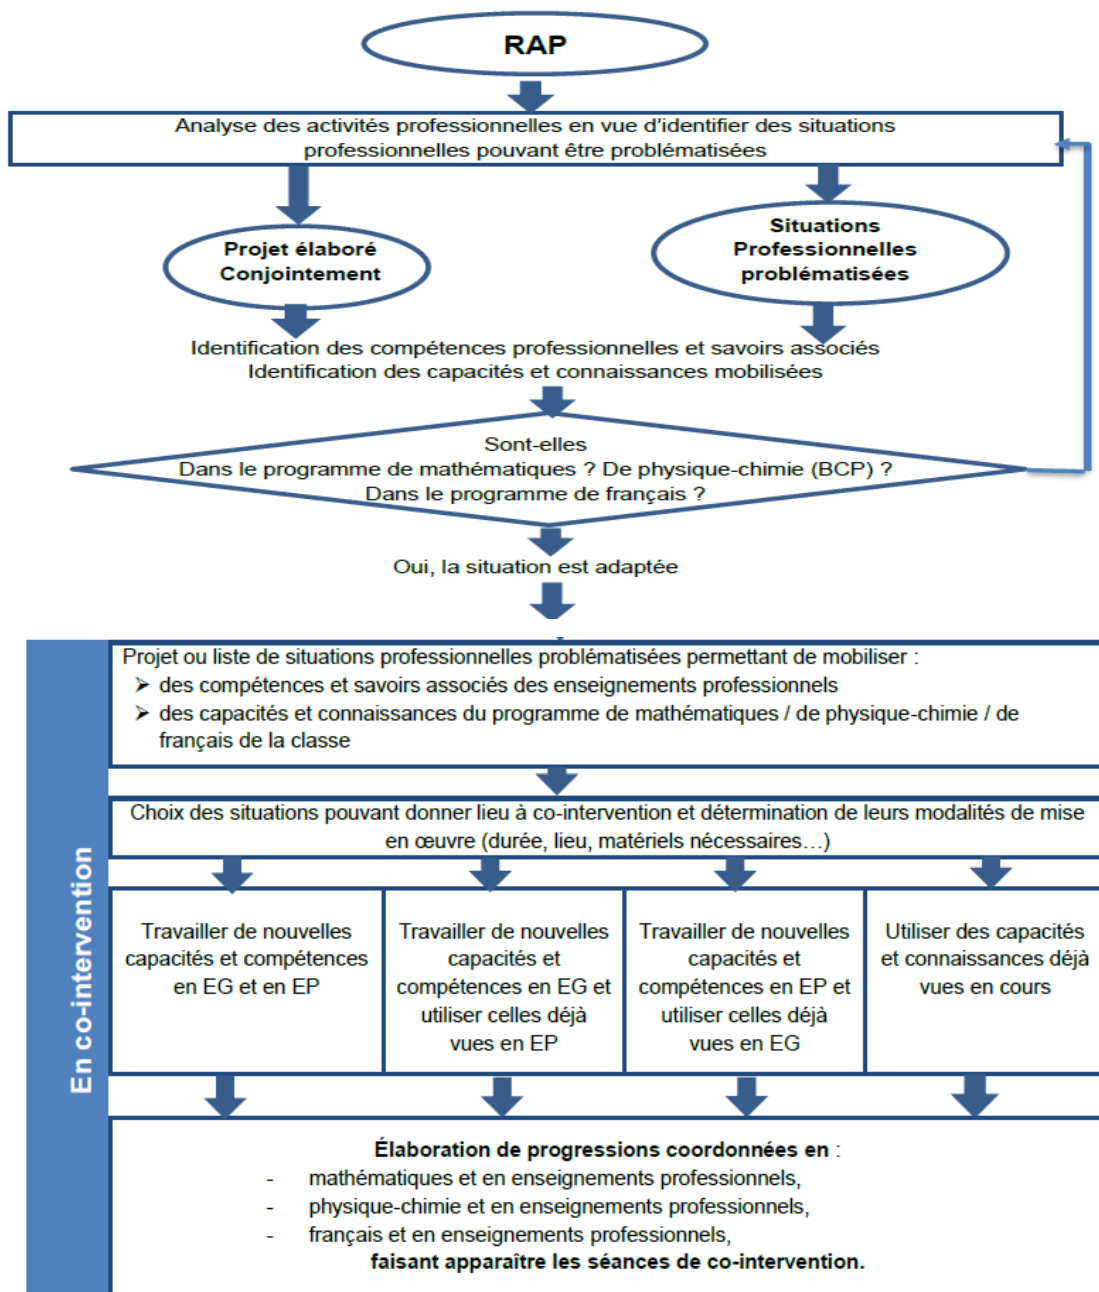 RAP
Analyse des activités professionnelles en vue d'identifier des situations
professionnelles pouvant être problématisées
Projet élaboré
Conjointement
Situations
Professionnelles
problématisées
Identification des compétences professionnelles et savoirs associés
Identification des capacités et connaissances mobilisées
Sont-elles
Dans le programme de mathématiques ? De physique-chimie (BCP) ?
Dans le programme de français ?
Oui, la situation est adaptée
En co-intervention
Projet ou liste de situations professionnelles problématisées permettant de mobiliser :
➢ des compétences et savoirs associés des enseignements professionnels
➢ des capacités et connaissances du programme de mathématiques / de physique-chimie / de
français de la classe
Choix des situations pouvant donner lieu à co-intervention et détermination de leurs modalités de mise
en œuvre (durée, lieu, matériels nécessaires…)
Travailler de nouvelles
capacités et compétences
en EG et en EP
Travailler de nouvelles
capacités et
compétences en EG et
utiliser celles déjà
vues en EP
Travailler de nouvelles
capacités et
compétences en EP et
utiliser celles déjà
vues en EG
Utiliser des capacités
et connaissances déjà
vues en cours
Élaboration de progressions coordonnées en :
- mathématiques et en enseignements professionnels,
- physique-chimie et en enseignements professionnels,
- français et en enseignements professionnels,
faisant apparaître les séances de co-intervention.